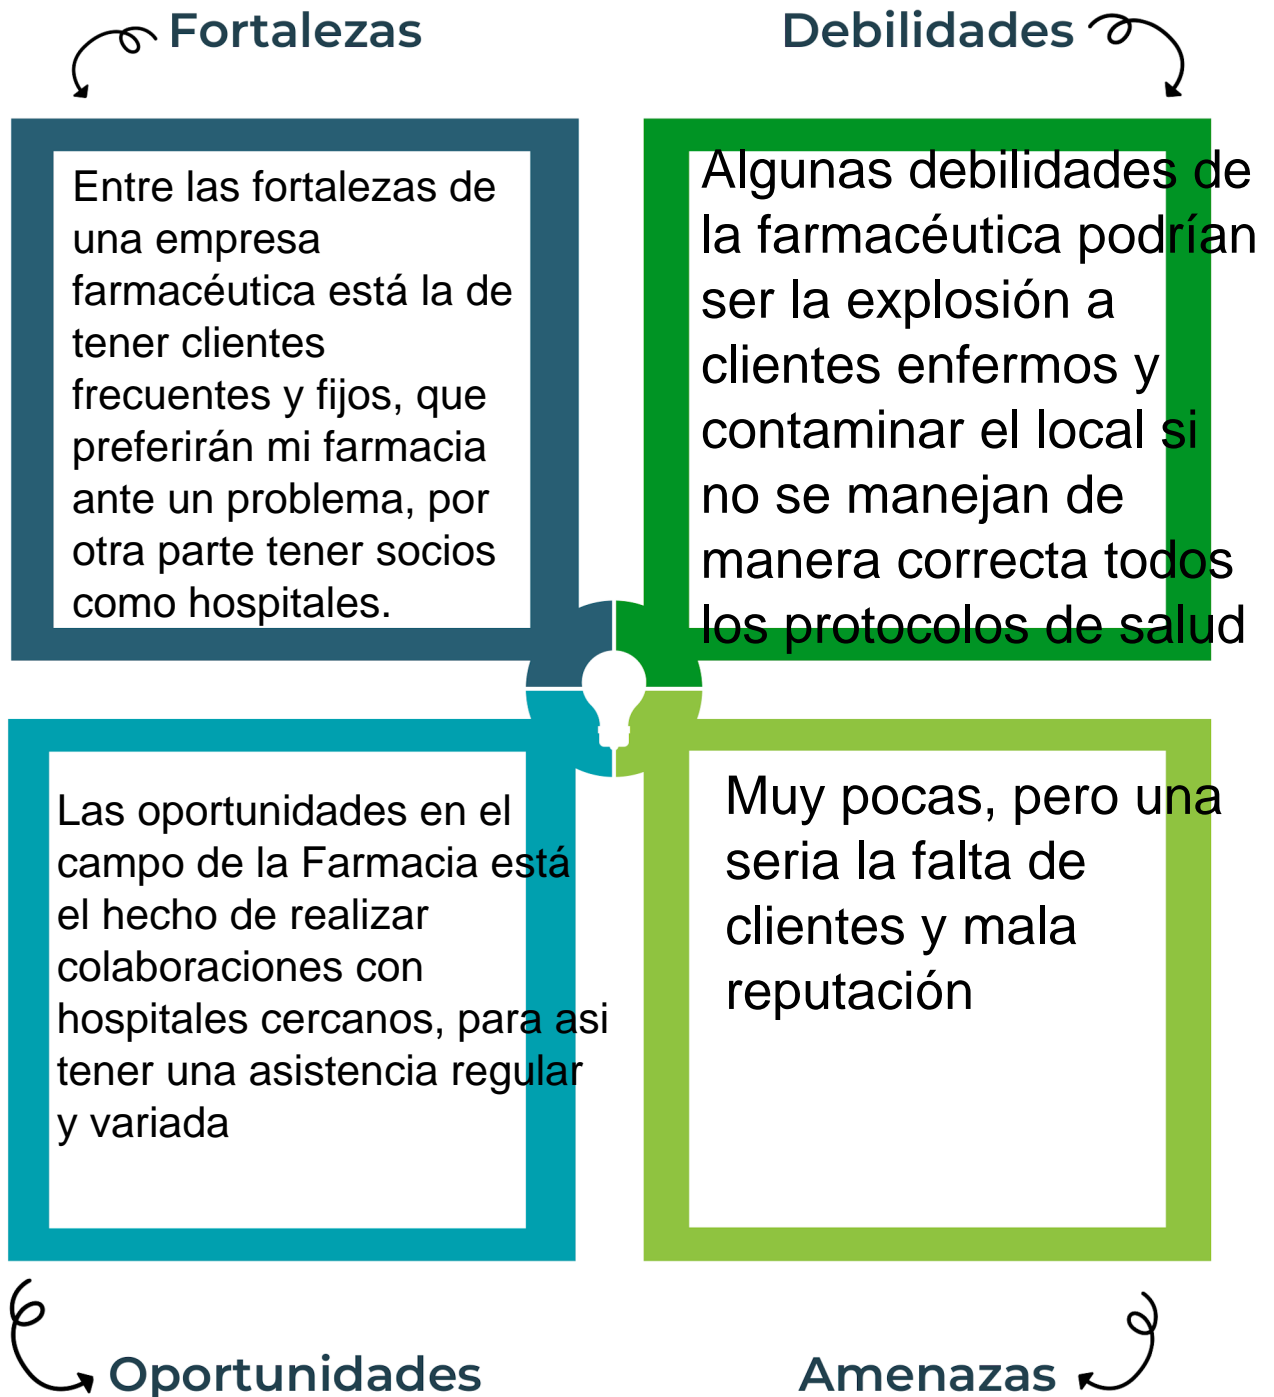 Fortalezas
Entre las fortalezas de
una empresa
farmacéutica está la de
tener clientes
frecuentes y fijos, que
preferirán mi farmacia
ante un problema, por
otra parte tener socios
como hospitales.
Debilidades
Algunas debilidades de
la farmacéutica podrían
ser la explosión a
clientes enfermos y
contaminar el local si
no se manejan de
manera correcta todos
los protocolos de salud
Las oportunidades en el
campo de la Farmacia está
el hecho de realizar
colaboraciones con
hospitales cercanos, para asi
tener una asistencia regular
y variada
Oportunidades
Muy pocas, pero una
seria la falta de
clientes y mala
reputación
Amenazas